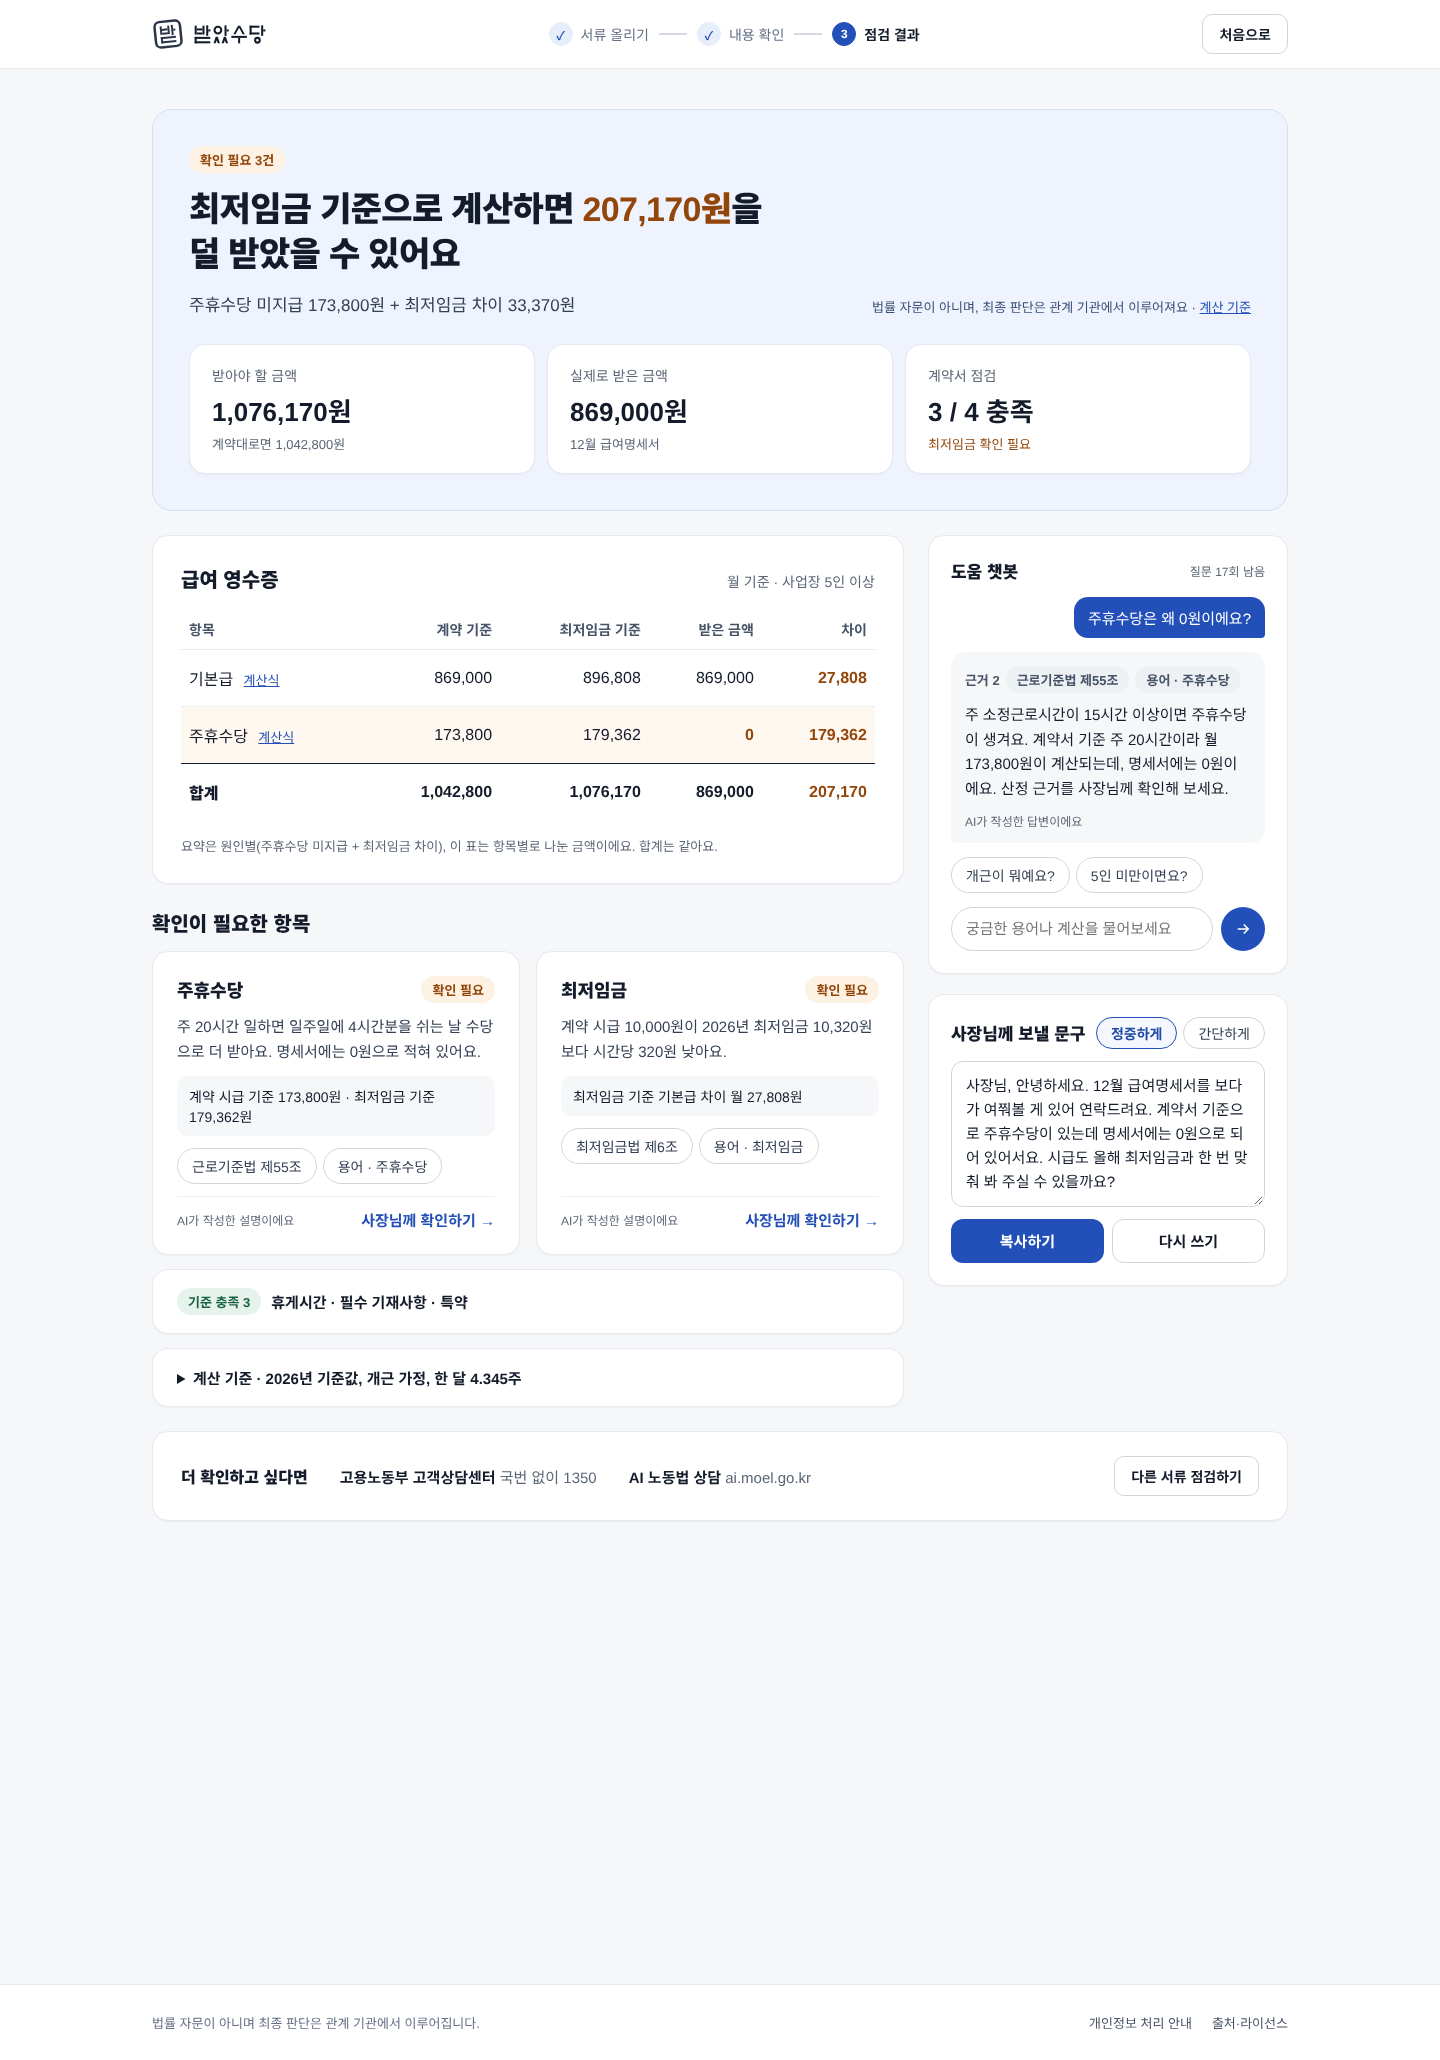 받 받았수당
✓ 서류 올리기 ✓ 내용 확인 3 점검 결과
처음으로
확인 필요 3건
최저임금 기준으로 계산하면 207,170원을
덜 받았을 수 있어요
주휴수당 미지급 173,800원 + 최저임금 차이 33,370원
법률 자문이 아니며, 최종 판단은 관계 기관에서 이루어져요 · 계산 기준
받아야 할 금액
1,076,170원
계약대로면 1,042,800원
실제로 받은 금액
869,000원
12월 급여명세서
계약서 점검
3 / 4 충족
최저임금 확인 필요
급여 영수증
월 기준 · 사업장 5인 이상
항목 계약 기준 최저임금 기준 받은 금액 차이
기본급 계산식 869,000 896,808 869,000 27,808
주휴수당 계산식 173,800 179,362 0 179,362
합계 1,042,800 1,076,170 869,000 207,170
요약은 원인별(주휴수당 미지급 + 최저임금 차이), 이 표는 항목별로 나눈 금액이에요. 합계는 같아요.
확인이 필요한 항목
주휴수당 확인 필요
주 20시간 일하면 일주일에 4시간분을 쉬는 날 수당
으로 더 받아요. 명세서에는 0원으로 적혀 있어요.
계약 시급 기준 173,800원 · 최저임금 기준
179,362원
근로기준법 제55조 용어 · 주휴수당
AI가 작성한 설명이에요 사장님께 확인하기 →
최저임금 확인 필요
계약 시급 10,000원이 2026년 최저임금 10,320원
보다 시간당 320원 낮아요.
최저임금 기준 기본급 차이 월 27,808원
최저임금법 제6조 용어 · 최저임금
AI가 작성한 설명이에요 사장님께 확인하기 →
기준 충족 3 휴게시간 · 필수 기재사항 · 특약
▶ 계산 기준 · 2026년 기준값, 개근 가정, 한 달 4.345주
도움 챗봇 질문 17회 남음
주휴수당은 왜 0원이에요?
근거 2 근로기준법 제55조 용어 · 주휴수당
주 소정근로시간이 15시간 이상이면 주휴수당
이 생겨요. 계약서 기준 주 20시간이라 월
173,800원이 계산되는데, 명세서에는 0원이
에요. 산정 근거를 사장님께 확인해 보세요.
AI가 작성한 답변이에요
개근이 뭐예요? 5인 미만이면요?
궁금한 용어나 계산을 물어보세요 →
사장님께 보낼 문구 정중하게 간단하게
사장님, 안녕하세요. 12월 급여명세서를 보다
가 여쭤볼 게 있어 연락드려요. 계약서 기준으
로 주휴수당이 있는데 명세서에는 0원으로 되
어 있어서요. 시급도 올해 최저임금과 한 번 맞
춰 봐 주실 수 있을까요?
복사하기 다시 쓰기
더 확인하고 싶다면 고용노동부 고객상담센터 국번 없이 1350 AI 노동법 상담 ai.moel.go.kr 다른 서류 점검하기
법률 자문이 아니며 최종 판단은 관계 기관에서 이루어집니다.
개인정보 처리 안내 출처·라이선스